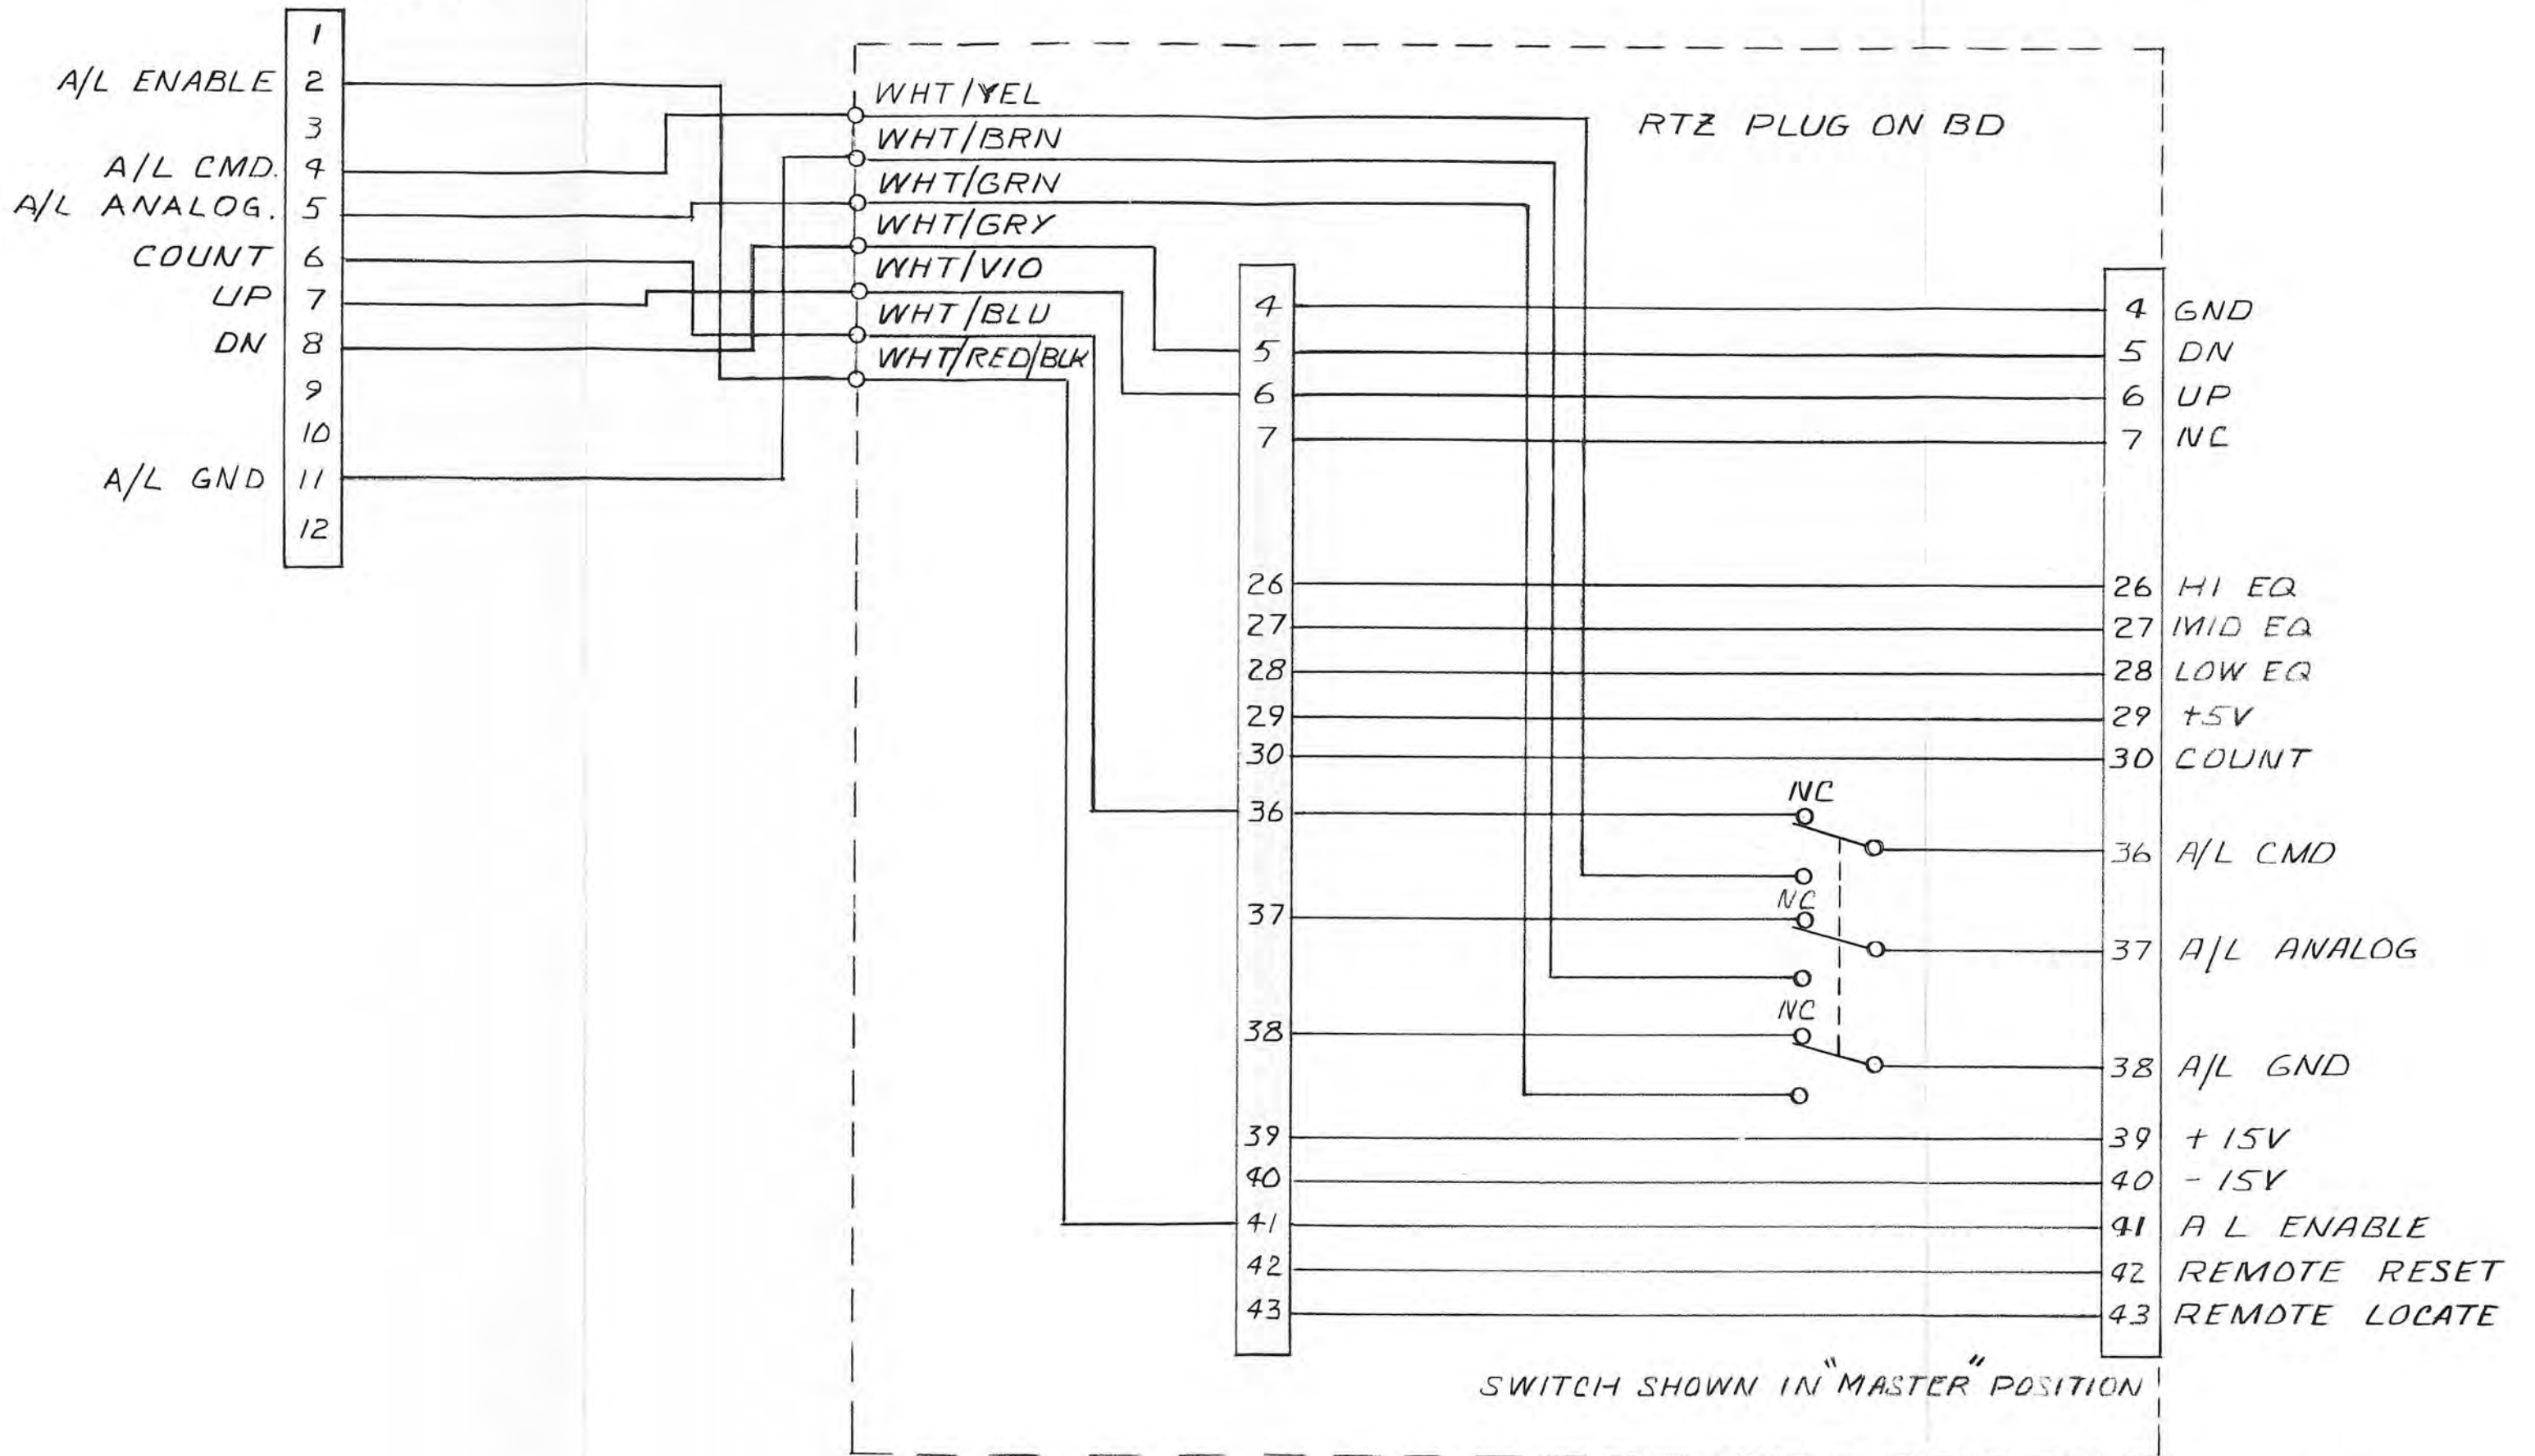 1
A/L ENABLE 2
3
A/L CMD. 4
A/L ANALOG. 5
COUNT 6
UP 7
DN 8
9
10
A/L GND 11
12
WHT/YEL
WHT/BRN
WHT/GRN
WHT/GRY
WHT/VIO
WHT/BLU
WHT/RED/BLK
RTZ PLUG ON BD
4 4 GND
5 5 DN
6 6 UP
7 7 NC
26 26 HI EQ
27 27 MID EQ
28 28 LOW EQ
29 29 +5V
30 30 COUNT
NC
36 36 A/L CMD
NC
37 37 A/L ANALOG
NC
38 38 A/L GND
39 39 + 15V
40 40 - 15V
41 41 A L ENABLE
42 42 REMOTE RESET
43 43 REMOTE LOCATE
SWITCH SHOWN IN "MASTER" POSITION